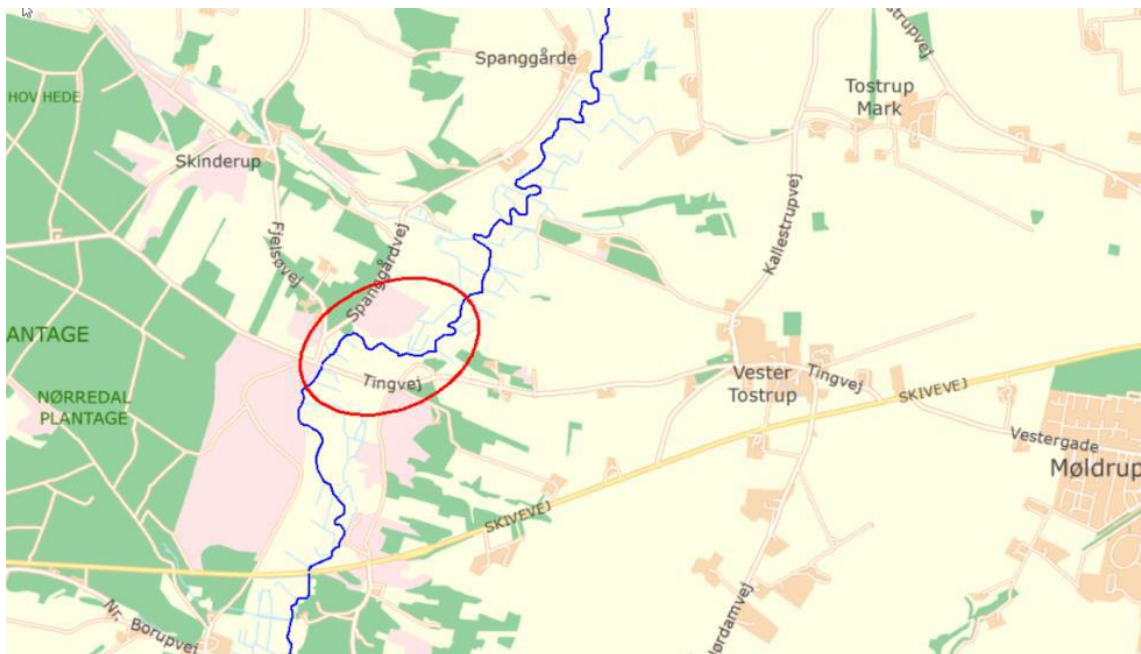 Spanggårde
HOV HEDE
Tostrup
Mark
Skinderup
Fjelsøvej
Spanggårdvej
Kallestrupvej
ANTAGE
Tingvej
NØRREDAL
PLANTAGE
Vester
Tostrup
Tingvej
SKIVEVEJ
Vestergade
Møldrup
SKIVEVEJ
Nr. Borupvej